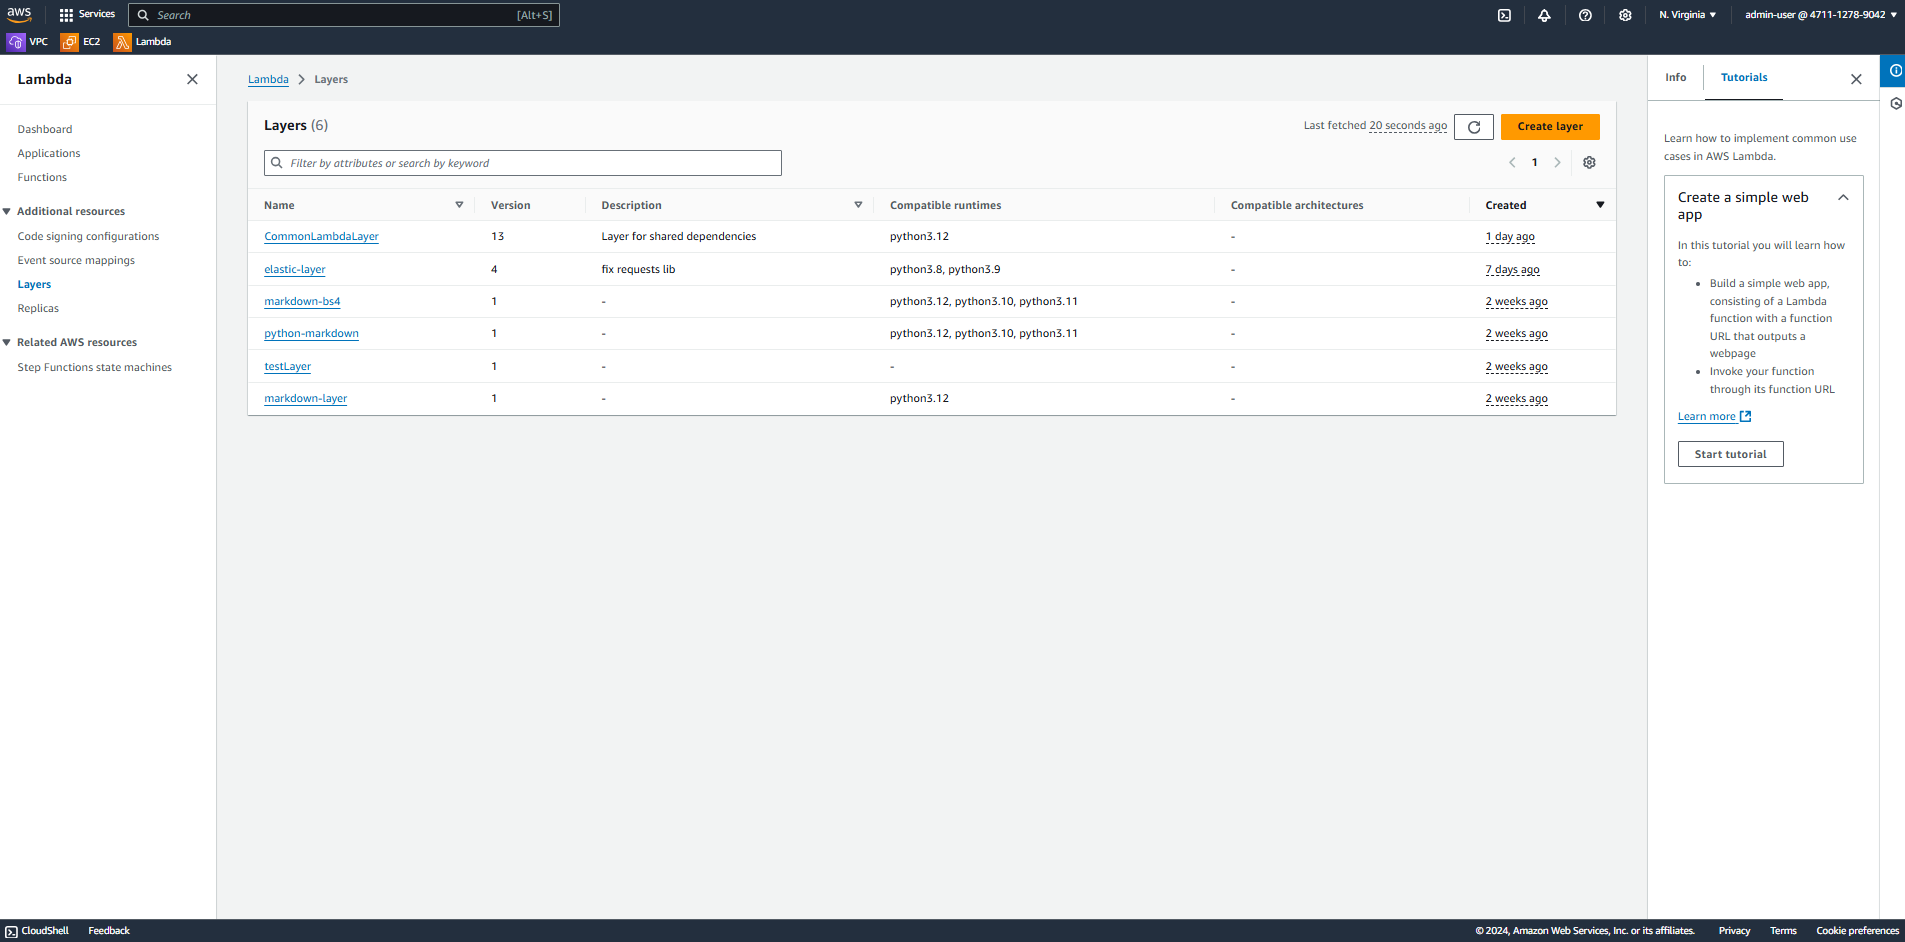 aws
Services
Search [Alt+S]
N. Virginia
admin-user @ 4711-1278-9042
VPC
EC2
Lambda
Lambda
Dashboard
Applications
Functions
Additional resources
Code signing configurations
Event source mappings
Layers
Replicas
Related AWS resources
Step Functions state machines
Lambda > Layers
Layers (6)
Last fetched 20 seconds ago
Create layer
Filter by attributes or search by keyword
1
Name Version Description Compatible runtimes Compatible architectures Created
CommonLambdaLayer 13 Layer for shared dependencies python3.12 - 1 day ago
elastic-layer 4 fix requests lib python3.8, python3.9 - 7 days ago
markdown-bs4 1 - python3.12, python3.10, python3.11 - 2 weeks ago
python-markdown 1 - python3.12, python3.10, python3.11 - 2 weeks ago
testLayer 1 - - - 2 weeks ago
markdown-layer 1 - python3.12 - 2 weeks ago
Info
Tutorials
Learn how to implement common use
cases in AWS Lambda.
Create a simple web
app
In this tutorial you will learn how
to:
• Build a simple web app,
consisting of a Lambda
function with a function
URL that outputs a
webpage
• Invoke your function
through its function URL
Learn more
Start tutorial
CloudShell
Feedback
© 2024, Amazon Web Services, Inc. or its affiliates.
Privacy
Terms
Cookie preferences